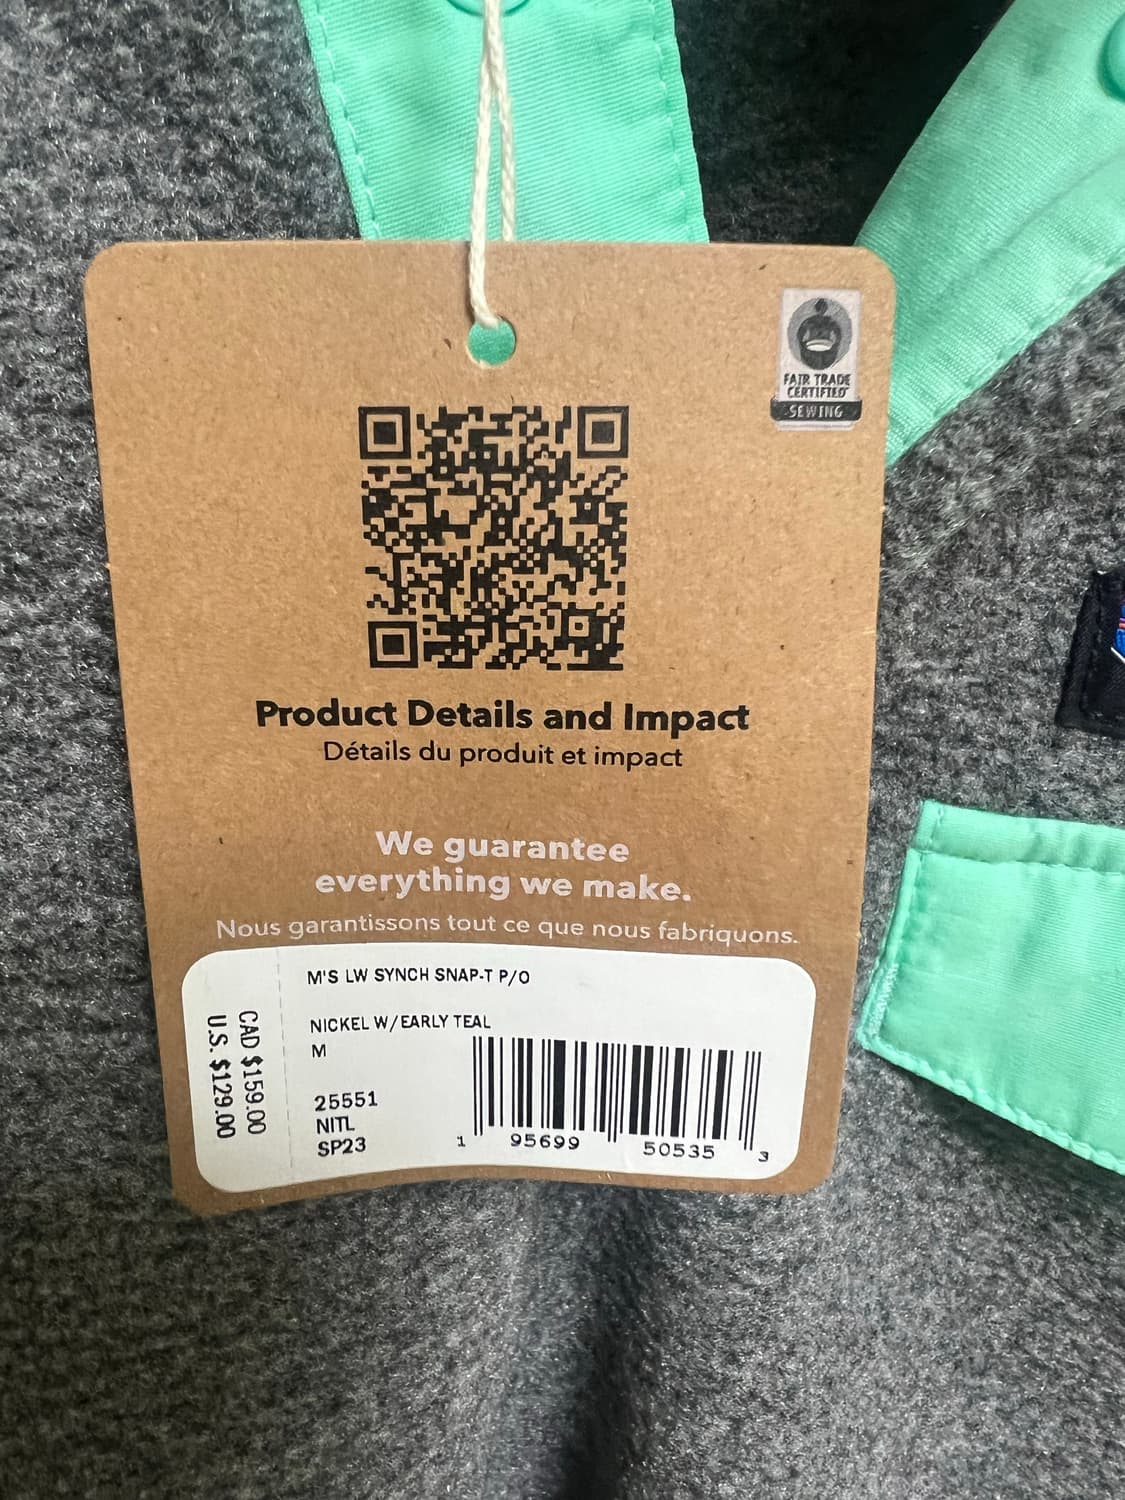 FAIR TRADE
CERTIFIED
SEWING
Product Details and Impact
Détails du produit et impact
We guarantee
everything we make.
Nous garantissons tout ce que nous fabriquons.
M'S LW SYNCH SNAP-T P/O
NICKEL W/EARLY TEAL
M
25551
NITL
SP23
CAD $159.00
U.S. $129.00
1 95699 50535 3